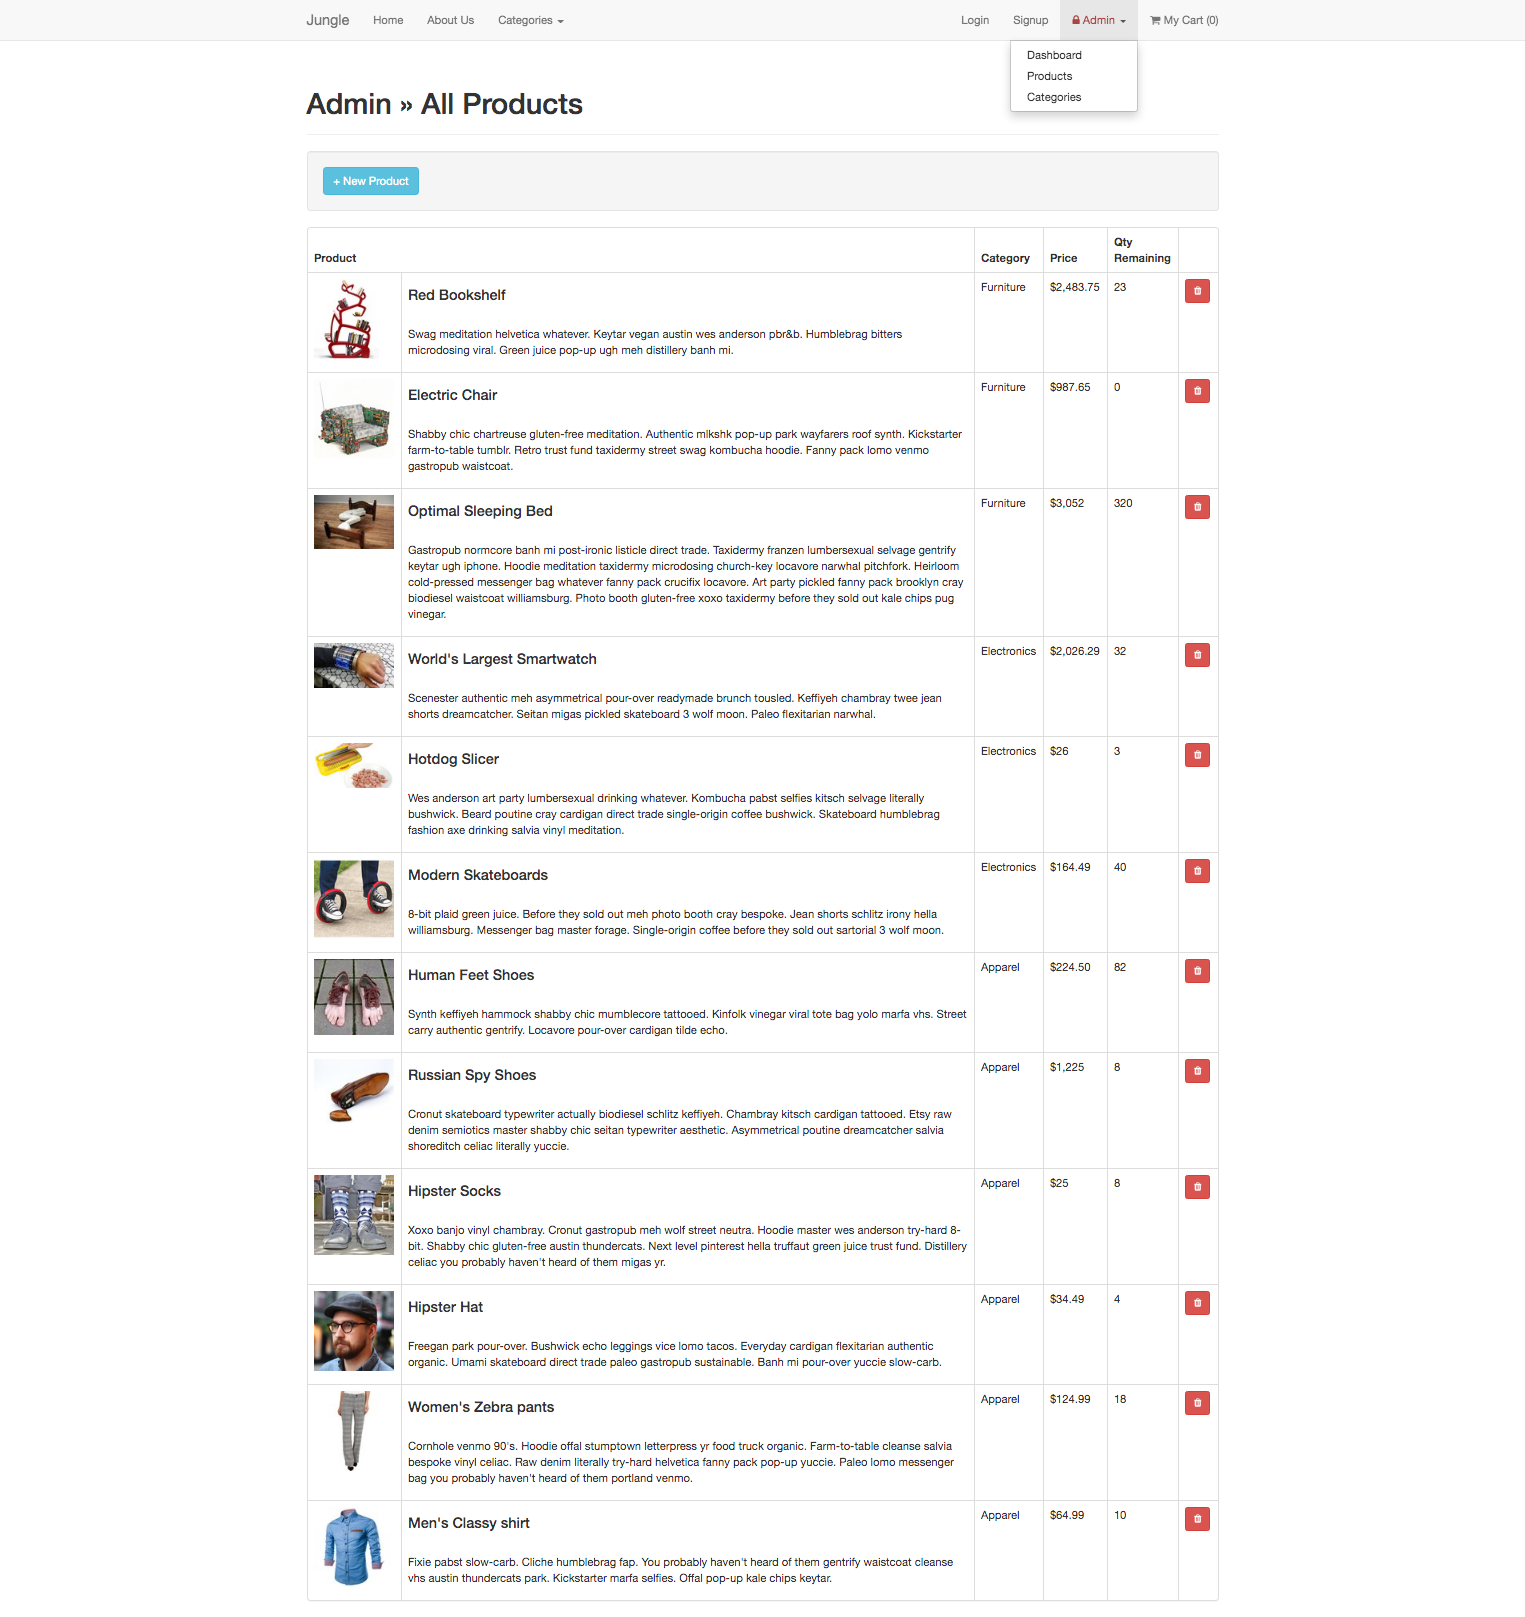 Jungle Home About Us Categories Login Signup Admin My Cart (0)
Dashboard
Products
Categories
Admin » All Products
+ New Product
Product Category Price Qty Remaining
Red Bookshelf Furniture $2,483.75 23
Swag meditation helvetica whatever. Keytar vegan austin wes anderson pbr&b. Humblebrag bitters
microdosing viral. Green juice pop-up ugh meh distillery banh mi.
Electric Chair Furniture $987.65 0
Shabby chic chartreuse gluten-free meditation. Authentic mlkshk pop-up park wayfarers roof synth. Kickstarter
farm-to-table tumblr. Retro trust fund taxidermy street swag kombucha hoodie. Fanny pack lomo venmo
gastropub waistcoat.
Optimal Sleeping Bed Furniture $3,052 320
Gastropub normcore banh mi post-ironic listicle direct trade. Taxidermy franzen lumbersexual selvage gentrify
keytar ugh iphone. Hoodie meditation taxidermy microdosing church-key locavore narwhal pitchfork. Heirloom
cold-pressed messenger bag whatever fanny pack crucifix locavore. Art party pickled fanny pack brooklyn cray
biodiesel waistcoat williamsburg. Photo booth gluten-free xoxo taxidermy before they sold out kale chips pug
vinegar.
World's Largest Smartwatch Electronics $2,026.29 32
Scenester authentic meh asymmetrical pour-over readymade brunch tousled. Keffiyeh chambray twee jean
shorts dreamcatcher. Seitan migas pickled skateboard 3 wolf moon. Paleo flexitarian narwhal.
Hotdog Slicer Electronics $26 3
Wes anderson art party lumbersexual drinking whatever. Kombucha pabst selfies kitsch selvage literally
bushwick. Beard poutine cray cardigan direct trade single-origin coffee bushwick. Skateboard humblebrag
fashion axe drinking salvia vinyl meditation.
Modern Skateboards Electronics $164.49 40
8-bit plaid green juice. Before they sold out meh photo booth cray bespoke. Jean shorts schlitz irony hella
williamsburg. Messenger bag master forage. Single-origin coffee before they sold out sartorial 3 wolf moon.
Human Feet Shoes Apparel $224.50 82
Synth keffiyeh hammock shabby chic mumblecore tattooed. Kinfolk vinegar viral tote bag yolo marfa vhs. Street
carry authentic gentrify. Locavore pour-over cardigan tilde echo.
Russian Spy Shoes Apparel $1,225 8
Cronut skateboard typewriter actually biodiesel schlitz keffiyeh. Chambray kitsch cardigan tattooed. Etsy raw
denim semiotics master shabby chic seitan typewriter aesthetic. Asymmetrical poutine dreamcatcher salvia
shoreditch celiac literally yuccie.
Hipster Socks Apparel $25 8
Xoxo banjo vinyl chambray. Cronut gastropub meh wolf street neutra. Hoodie master wes anderson try-hard 8-
bit. Shabby chic gluten-free austin thundercats. Next level pinterest hella truffaut green juice trust fund. Distillery
celiac you probably haven't heard of them migas yr.
Hipster Hat Apparel $34.49 4
Freegan park pour-over. Bushwick echo leggings vice lomo tacos. Everyday cardigan flexitarian authentic
organic. Umami skateboard direct trade paleo gastropub sustainable. Banh mi pour-over yuccie slow-carb.
Women's Zebra pants Apparel $124.99 18
Cornhole venmo 90's. Hoodie offal stumptown letterpress yr food truck organic. Farm-to-table cleanse salvia
bespoke vinyl celiac. Raw denim literally try-hard helvetica fanny pack pop-up yuccie. Paleo lomo messenger
bag you probably haven't heard of them portland venmo.
Men's Classy shirt Apparel $64.99 10
Fixie pabst slow-carb. Cliche humblebrag fap. You probably haven't heard of them gentrify waistcoat cleanse
vhs austin thundercats park. Kickstarter marfa selfies. Offal pop-up kale chips keytar.